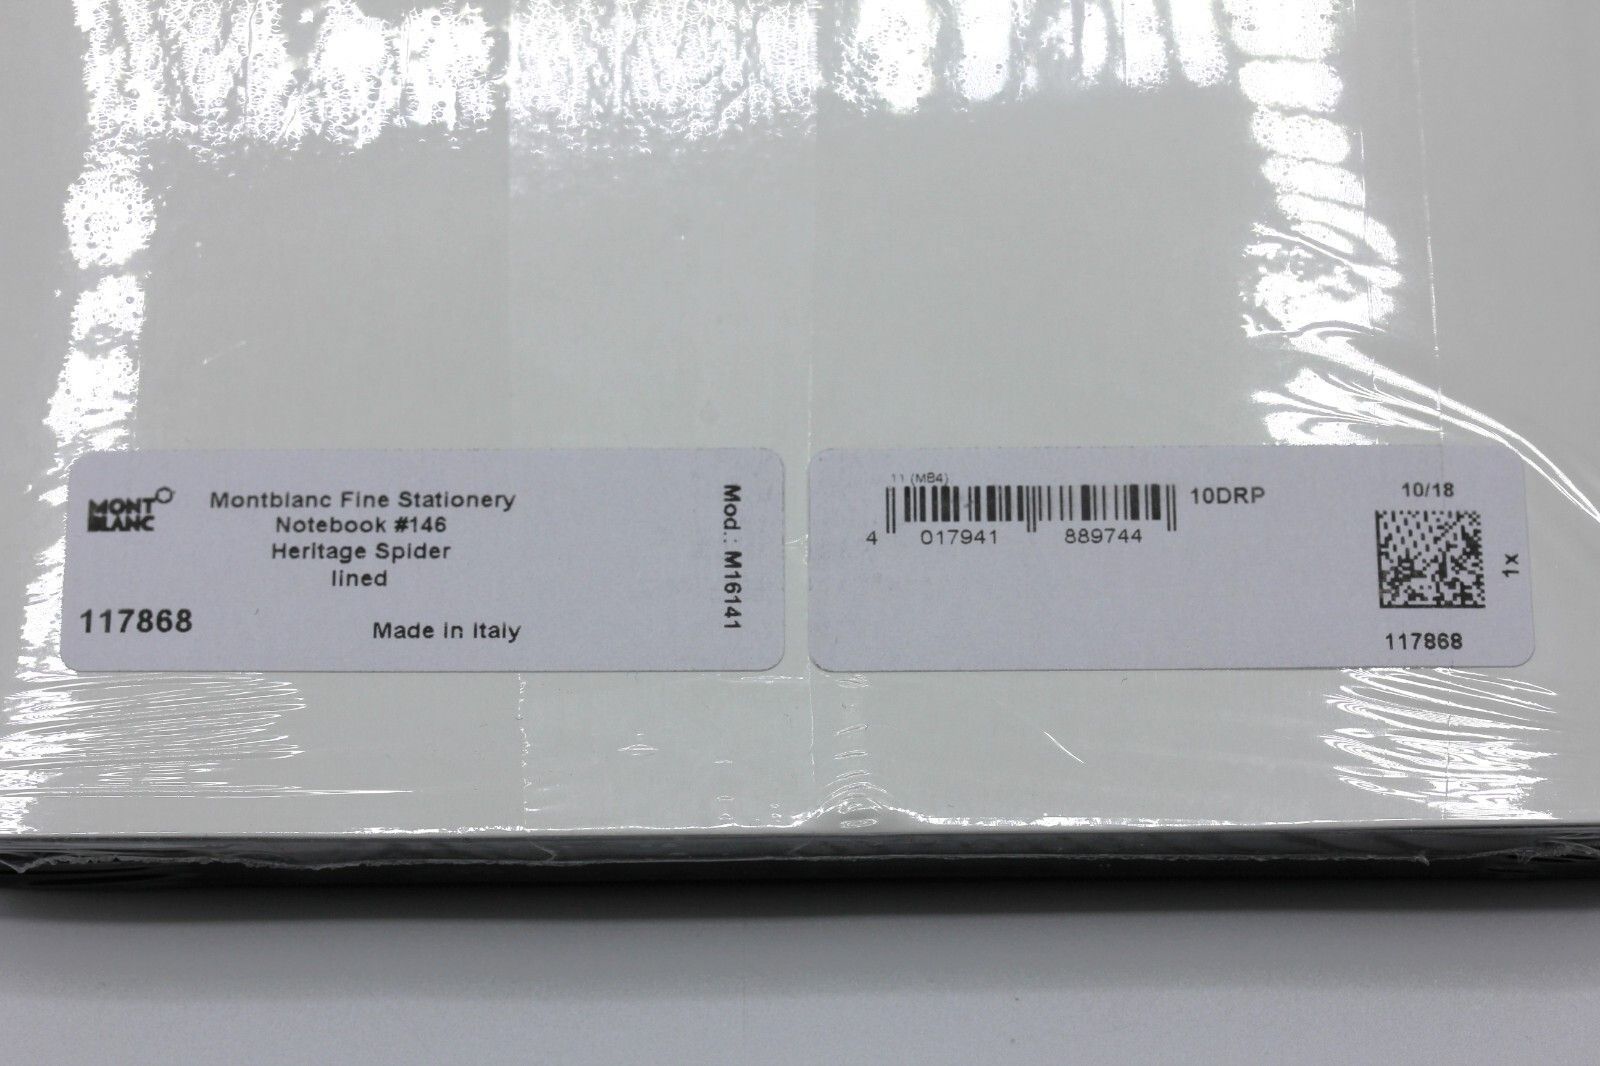 MONT
BLANC
Montblanc Fine Stationery
Notebook #146
Heritage Spider
lined
117868
Made in Italy
Mod.: M16141
11 (MB4)
10DRP
4 017941 889744
10/18
1x
117868